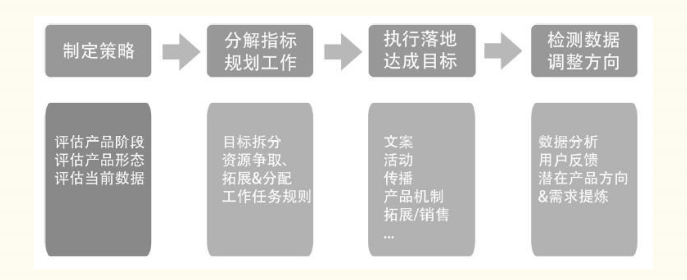 制定策略
分解指标
规划工作
执行落地
达成目标
检测数据
调整方向
评估产品阶段
评估产品形态
评估当前数据
目标拆分
资源争取、
拓展&分配
工作任务规则
文案
活动
传播
产品机制
拓展/销售
...
数据分析
用户反馈
潜在产品方向
&需求提炼